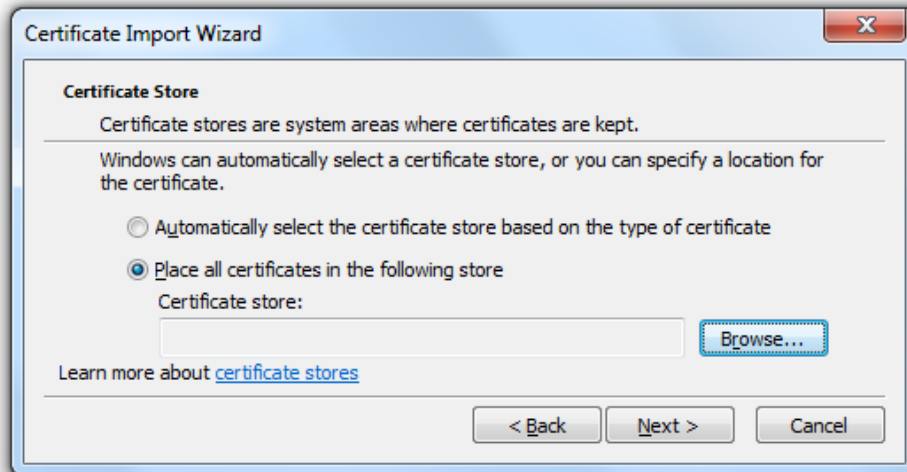 Certificate Import Wizard
Certificate Store
Certificate stores are system areas where certificates are kept.
Windows can automatically select a certificate store, or you can specify a location for
the certificate.
Automatically select the certificate store based on the type of certificate
Place all certificates in the following store
Certificate store:
Browse...
Learn more about certificate stores
< Back Next > Cancel